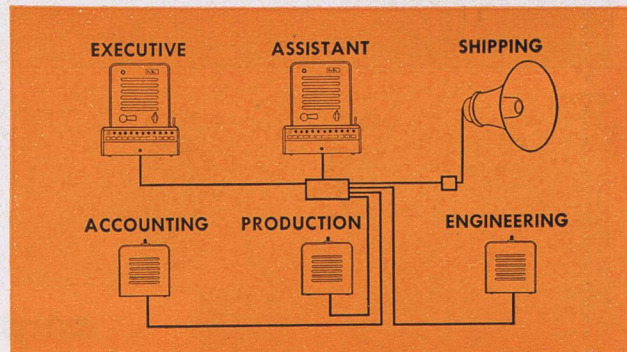 EXECUTIVE
ASSISTANT
SHIPPING
ACCOUNTING
PRODUCTION
ENGINEERING